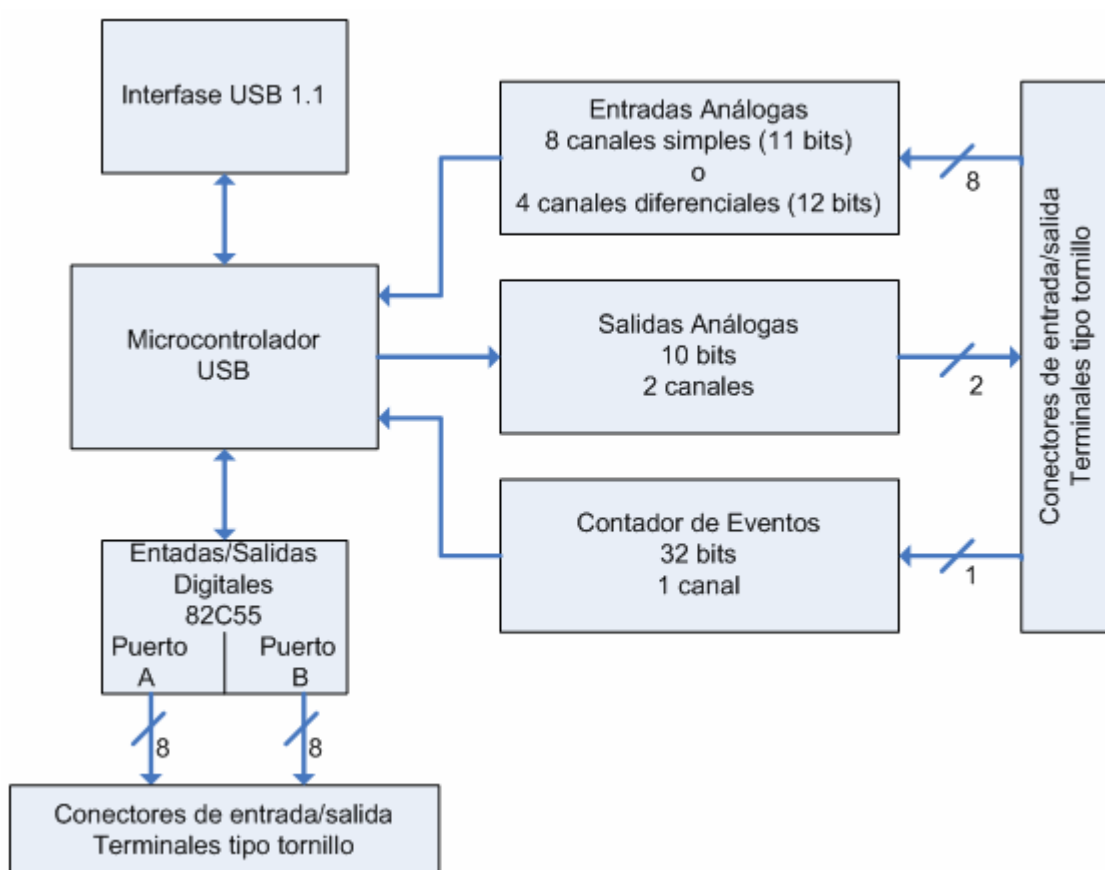 Interfase USB 1.1
Entradas Análogas
8 canales simples (11 bits)
o
4 canales diferenciales (12 bits)
8
Microcontrolador
USB
Salidas Análogas
10 bits
2 canales
2
Conectores de entrada/salida
Terminales tipo tornillo
Contador de Eventos
32 bits
1 canal
1
Entadas/Salidas
Digitales
82C55
Puerto
A
Puerto
B
8
8
Conectores de entrada/salida
Terminales tipo tornillo